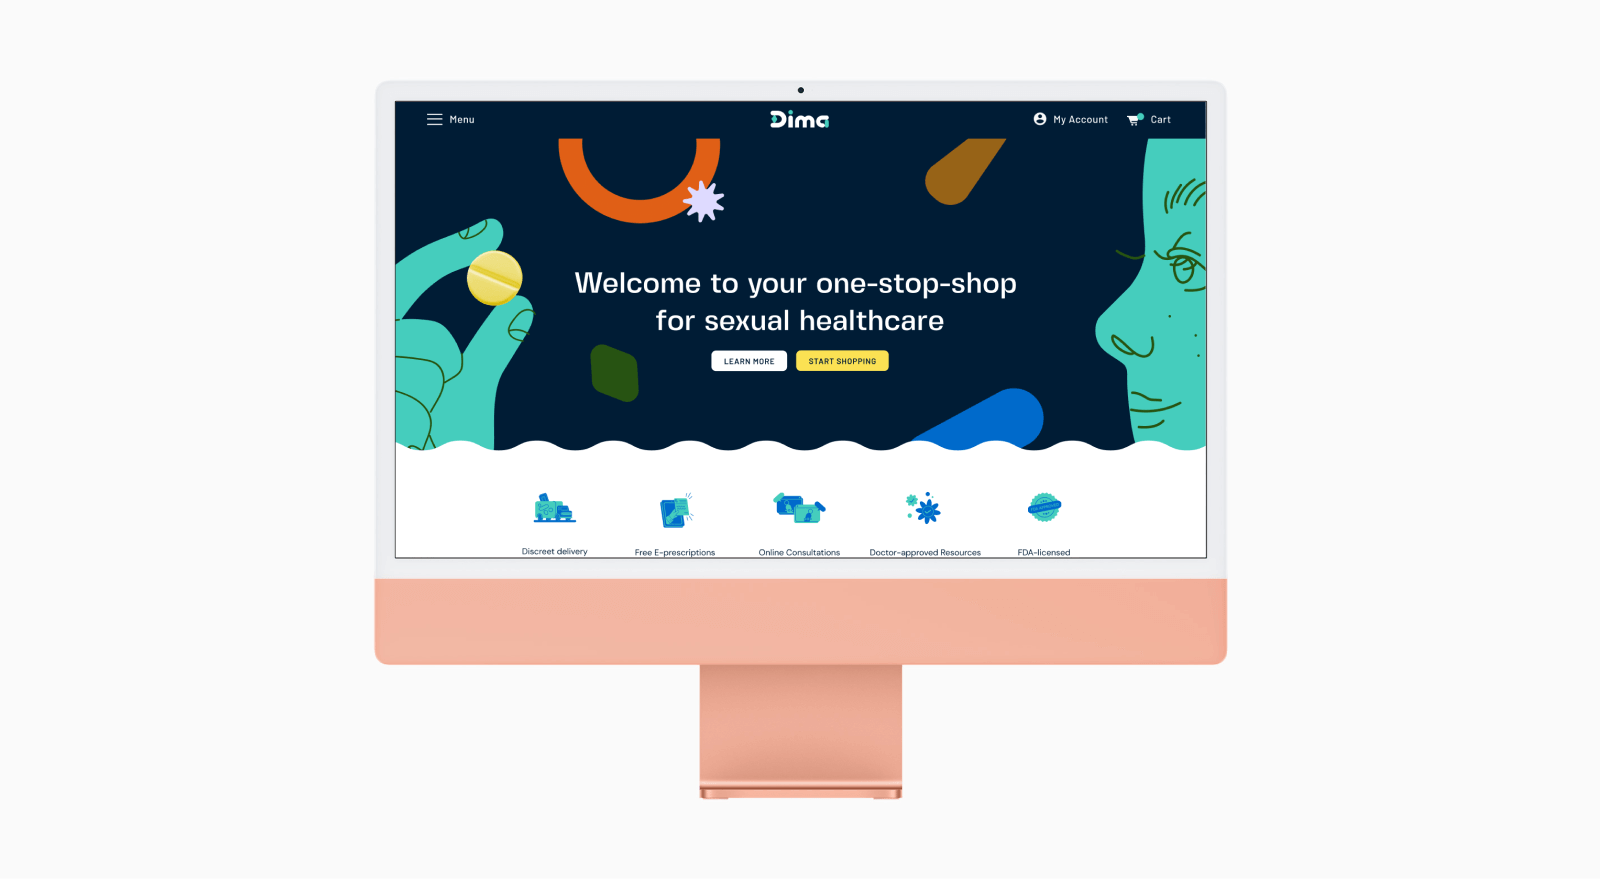 Menu
Dima
My Account
Cart
Welcome to your one-stop-shop
for sexual healthcare
LEARN MORE
START SHOPPING
Discreet delivery
Free E-prescriptions
Online Consultations
Doctor-approved Resources
FDA-licensed